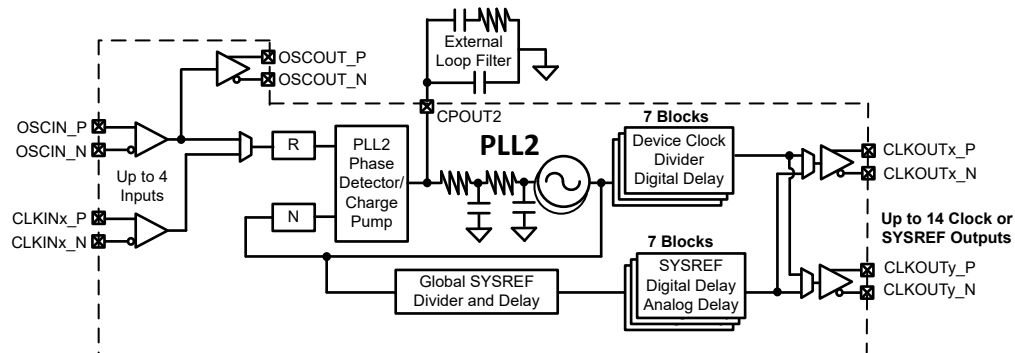 OSCOUT_P
OSCOUT_N
External
Loop Filter
CPOUT2
OSCIN_P
OSCIN_N
Up to 4
Inputs
CLKINx_P
CLKINx_N
R
N
PLL2
Phase
Detector/
Charge
Pump
PLL2
7 Blocks
Device Clock
Divider
Digital Delay
CLKOUTx_P
CLKOUTx_N
Up to 14 Clock or
SYSREF Outputs
7 Blocks
SYSREF
Digital Delay
Analog Delay
Global SYSREF
Divider and Delay
CLKOUTy_P
CLKOUTy_N